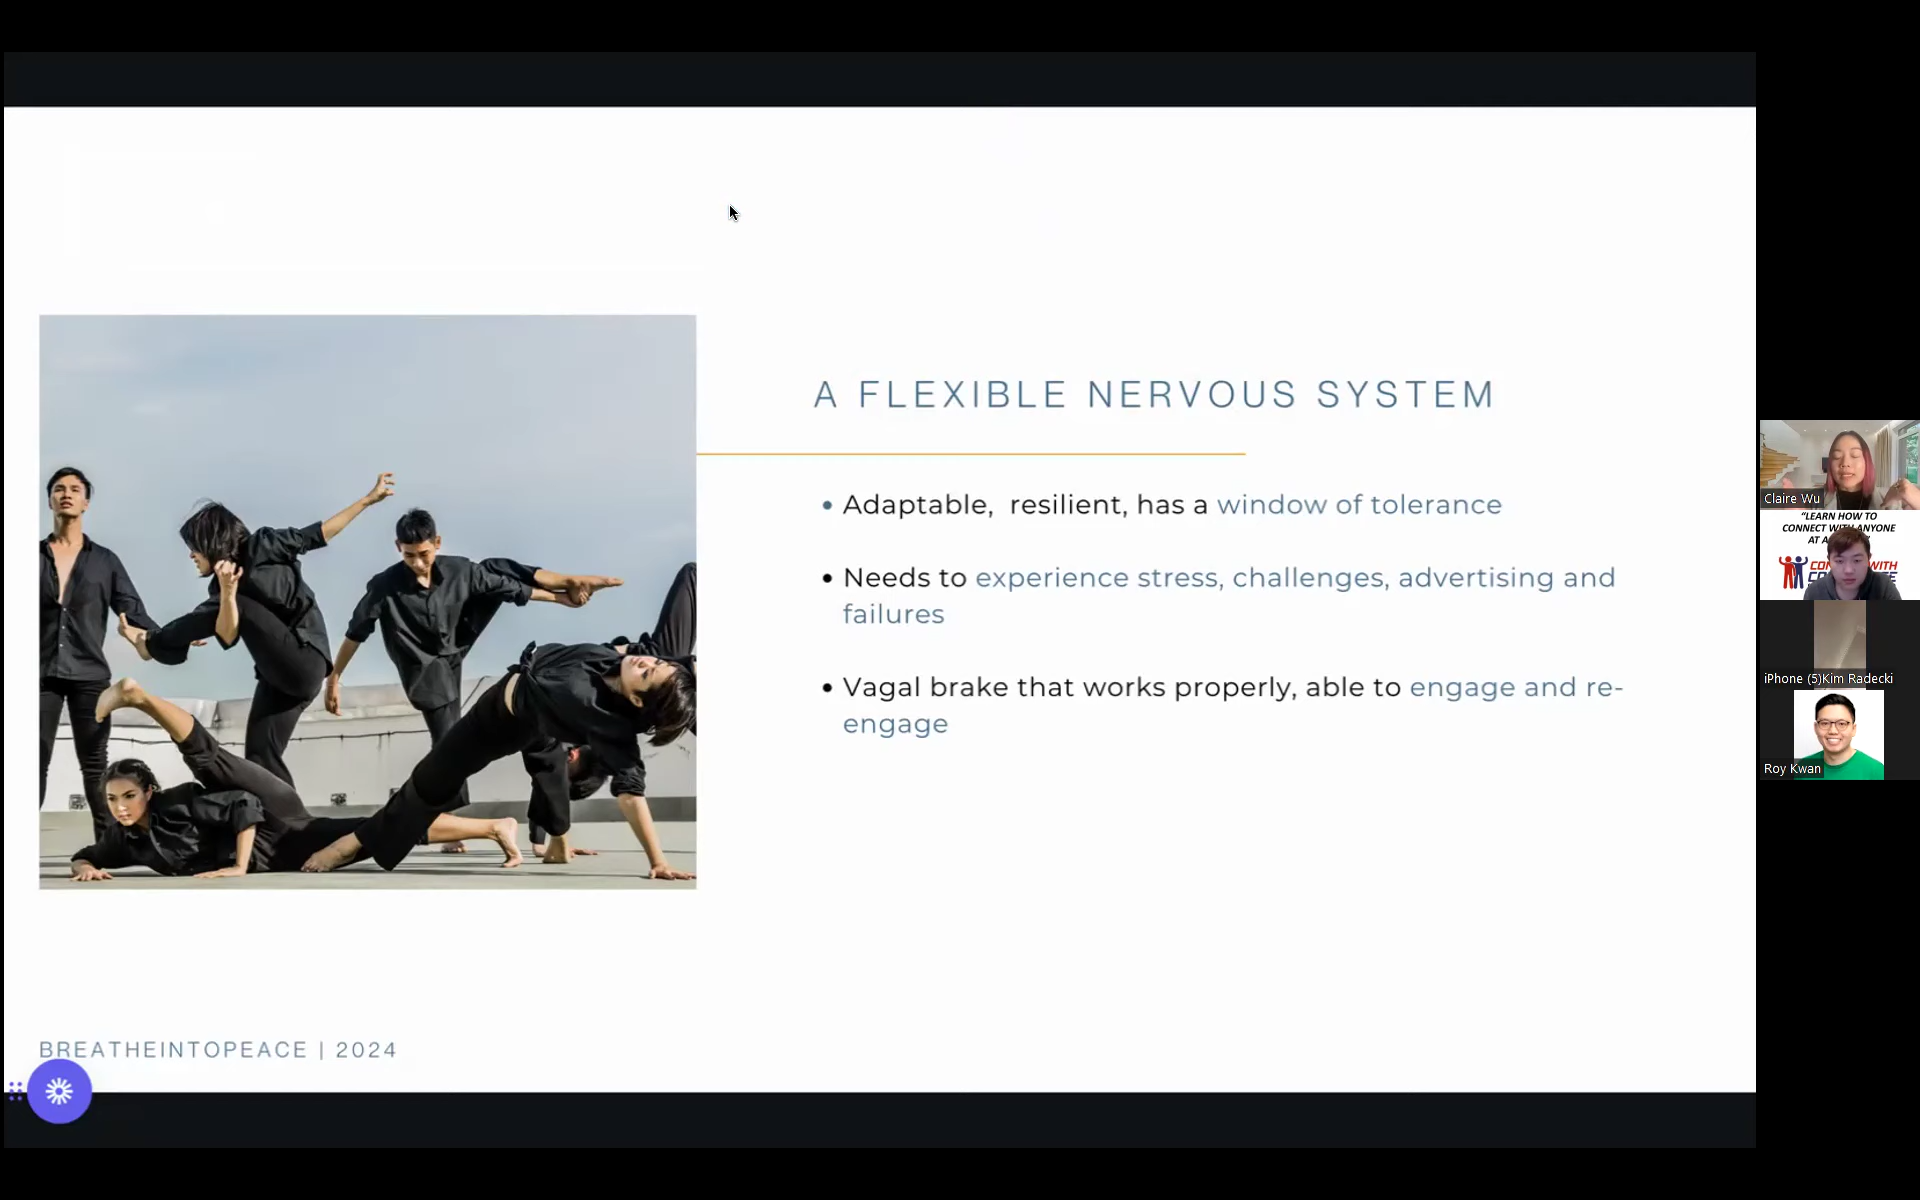 A FLEXIBLE NERVOUS SYSTEM
• Adaptable,  resilient, has a window of tolerance
• Needs to experience stress, challenges, advertising and
failures
• Vagal brake that works properly, able to engage and re-
engage
BREATHEINTOPEACE | 2024
Claire Wu
"LEARN HOW TO
CONNECT WITH ANYONE
AT A
WITH
iPhone (5)Kim Radecki
Roy Kwan